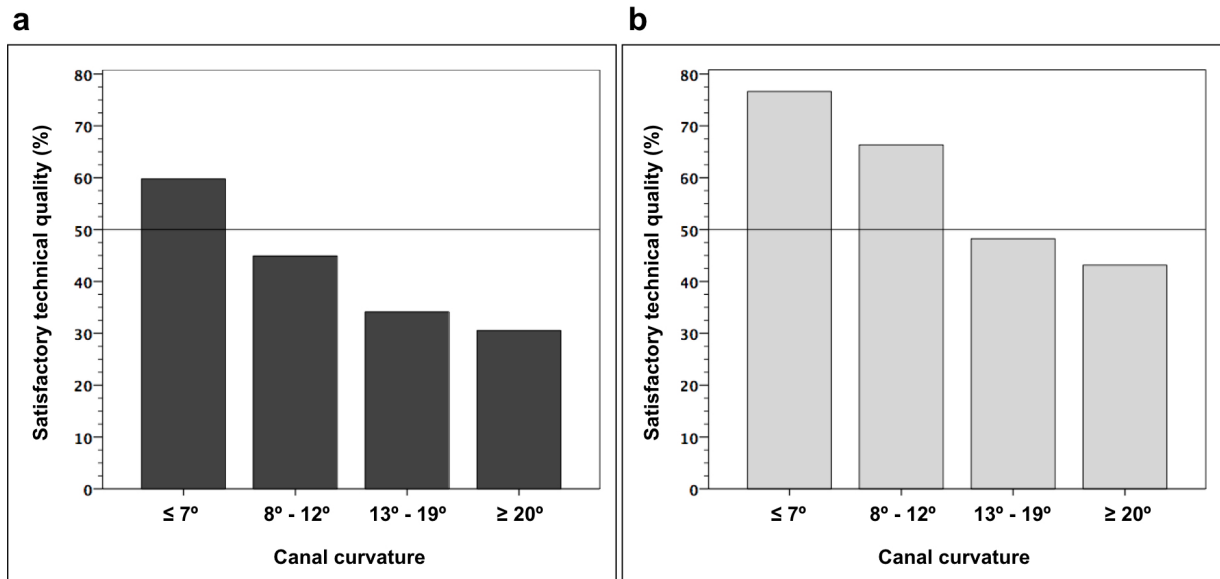 a
b
Satisfactory technical quality (%)
80
70
60
50
40
30
20
10
0
≤ 7º
8º - 12º
13º - 19º
≥ 20º
Canal curvature
Satisfactory technical quality (%)
80
70
60
50
40
30
20
10
0
≤ 7º
8º - 12º
13º - 19º
≥ 20º
Canal curvature